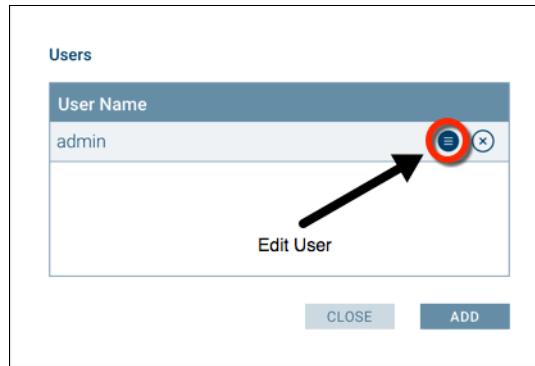 Users
User Name
admin
Edit User
CLOSE
ADD